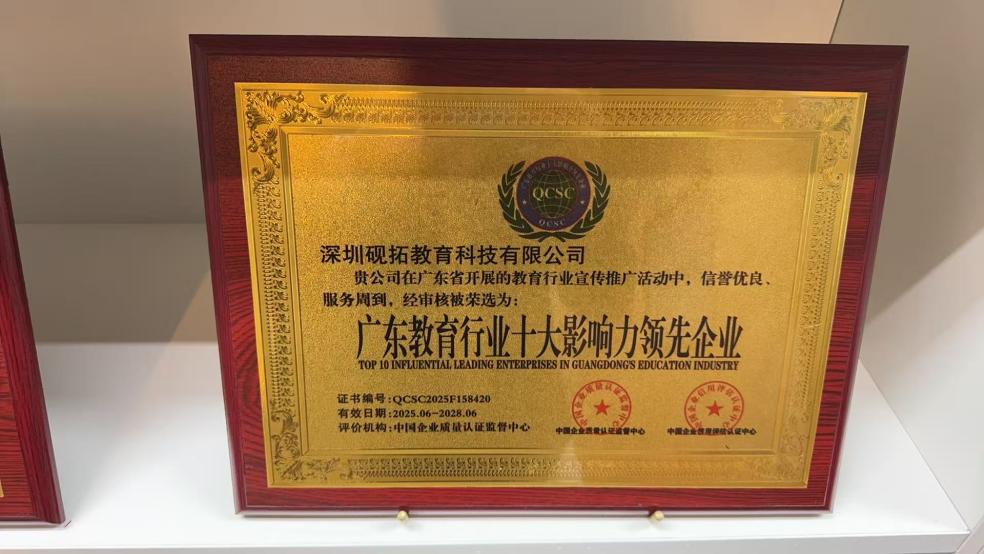 QCSC
QCSC
深圳砚拓教育科技有限公司
贵公司在广东省开展的教育行业宣传推广活动中，信誉优良、
服务周到，经审核被荣选为：
广东教育行业十大影响力领先企业
TOP 10 INFLUENTIAL LEADING ENTERPRISES IN GUANGDONG'S EDUCATION INDUSTRY
证书编号:QCSC2025F158420
有效日期:2025.06-2028.06
评价机构:中国企业质量认证监督中心
中国企业质量认证监督中心
中国企业信用评估认证中心